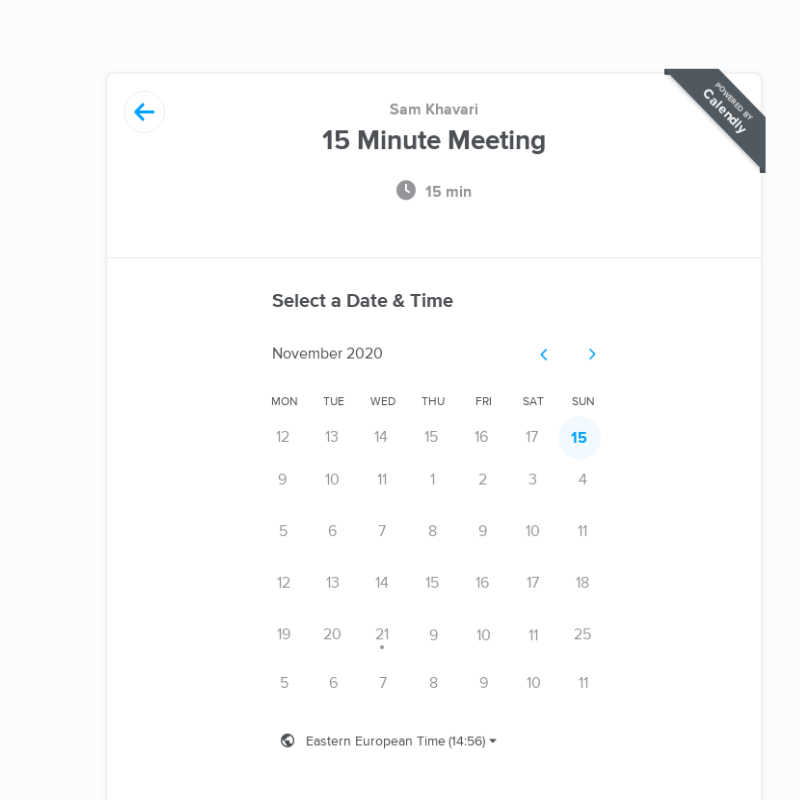 Sam Khavari
15 Minute Meeting
15 min
POWERED BY
Calendly
Select a Date & Time
November 2020
MON TUE WED THU FRI SAT SUN
12 13 14 15 16 17 15
9 10 11 1 2 3 4
5 6 7 8 9 10 11
12 13 14 15 16 17 18
19 20 21 9 10 11 25
5 6 7 8 9 10 11
Eastern European Time (14:56)